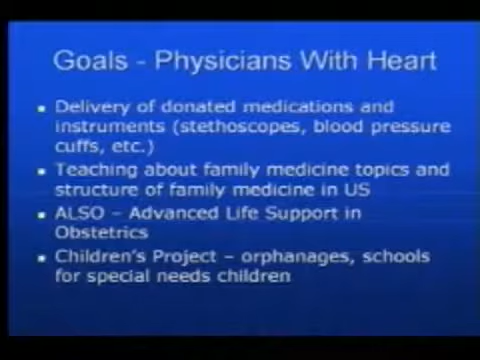 Goals - Physicians With Heart
Delivery of donated medications and
instruments (stethoscopes, blood pressure
cuffs, etc.)
Teaching about family medicine topics and
structure of family medicine in US
ALSO – Advanced Life Support in
Obstetrics
Children's Project – orphanages, schools
for special needs children